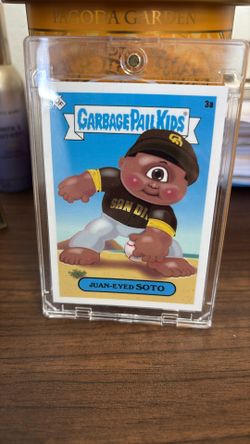 PAGODA GARDEN
3a
GARBAGE PAIL KIDS
SAN DI
JUAN-EYED SOTO